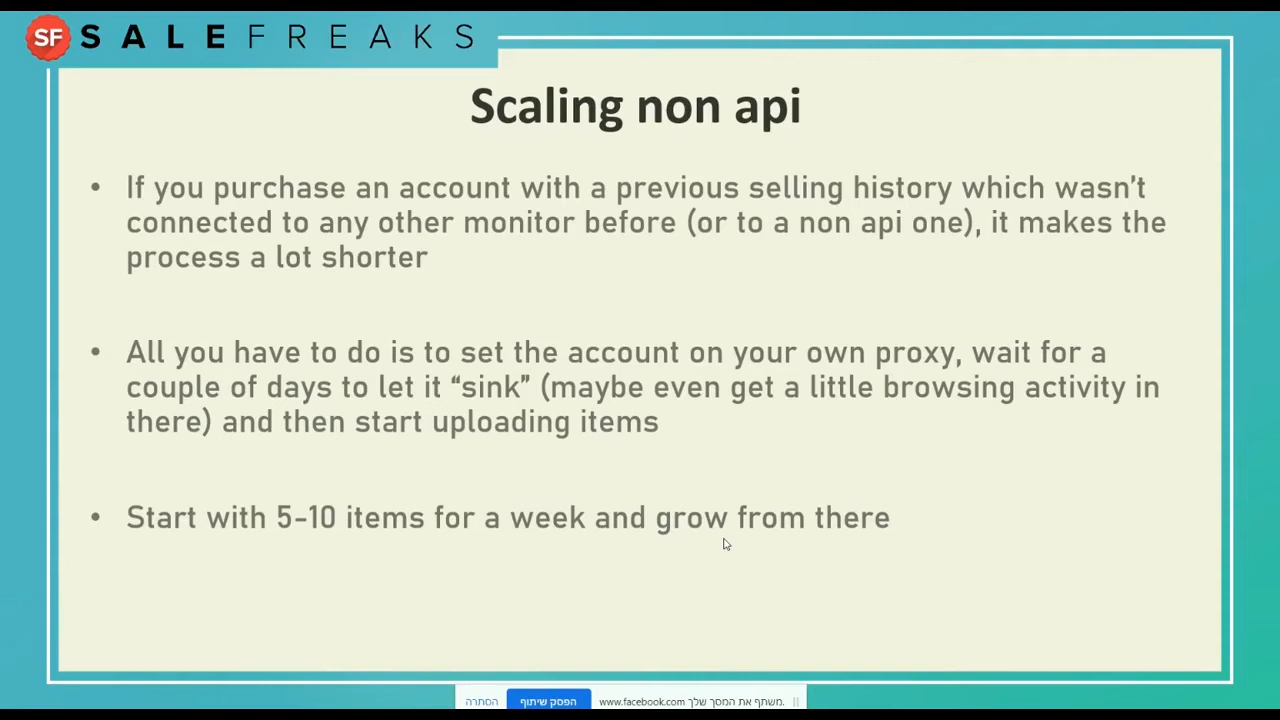 SF SALEFREAKS
Scaling non api
• If you purchase an account with a previous selling history which wasn’t
connected to any other monitor before (or to a non api one), it makes the
process a lot shorter
• All you have to do is to set the account on your own proxy, wait for a
couple of days to let it “sink” (maybe even get a little browsing activity in
there) and then start uploading items
• Start with 5-10 items for a week and grow from there
משתף את המסך שלך www.facebook.com. הפסק שיתוף הסתרה